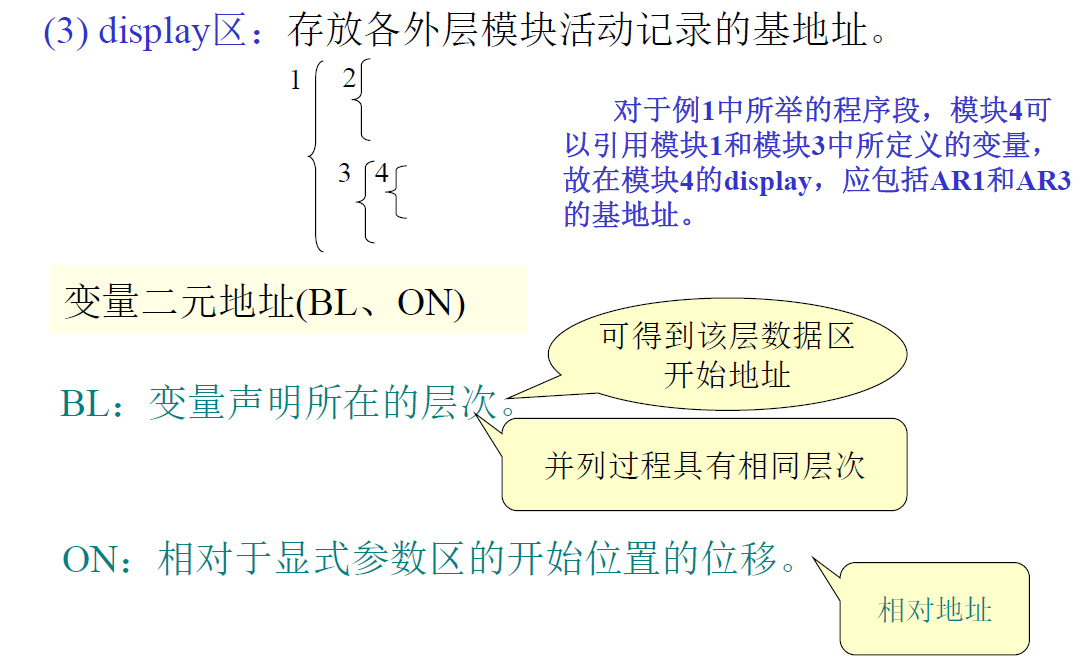 (3) display区：存放各外层模块活动记录的基地址。
1
2
3
4
对于例1中所举的程序段，模块4可
以引用模块1和模块3中所定义的变量，
故在模块4的display，应包括AR1和AR3
的基地址。
变量二元地址(BL、ON)
可得到该层数据区
开始地址
BL：变量声明所在的层次。
并列过程具有相同层次
ON：相对于显式参数区的开始位置的位移。
相对地址